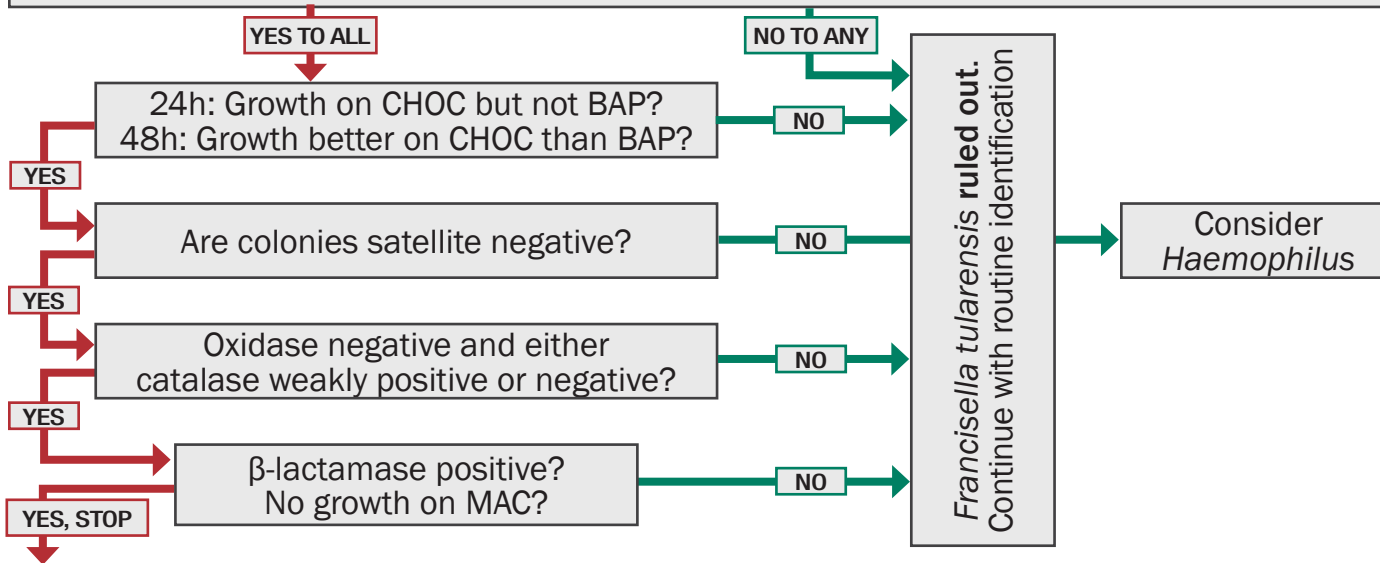 YES TO ALL
NO TO ANY
24h: Growth on CHOC but not BAP?
48h: Growth better on CHOC than BAP?
NO
YES
Are colonies satellite negative?
NO
YES
Oxidase negative and either
catalase weakly positive or negative?
NO
YES
β-lactamase positive?
No growth on MAC?
NO
YES, STOP
Francisella tularensis ruled out.
Continue with routine identification
Consider
Haemophilus